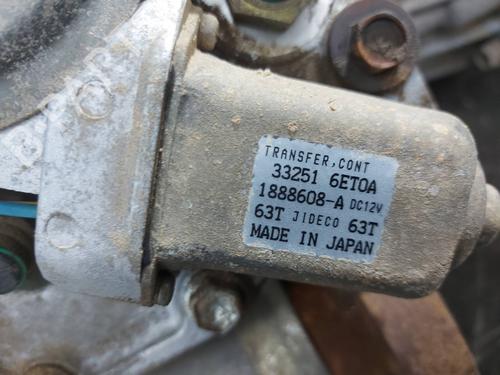 TRANSFER,CONT
33251 6ET0A
1888608-A DC12V
63T JIDECO 63T
MADE IN JAPAN